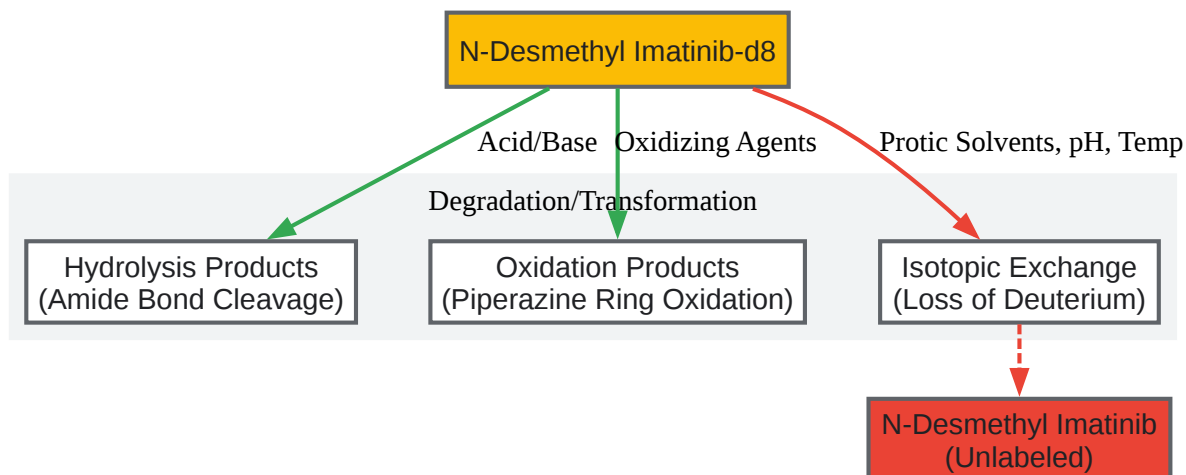 N-Desmethyl Imatinib-d8
Acid/Base
Oxidizing Agents
Protic Solvents, pH, Temp
Degradation/Transformation
Hydrolysis Products
(Amide Bond Cleavage)
Oxidation Products
(Piperazine Ring Oxidation)
Isotopic Exchange
(Loss of Deuterium)
N-Desmethyl Imatinib
(Unlabeled)